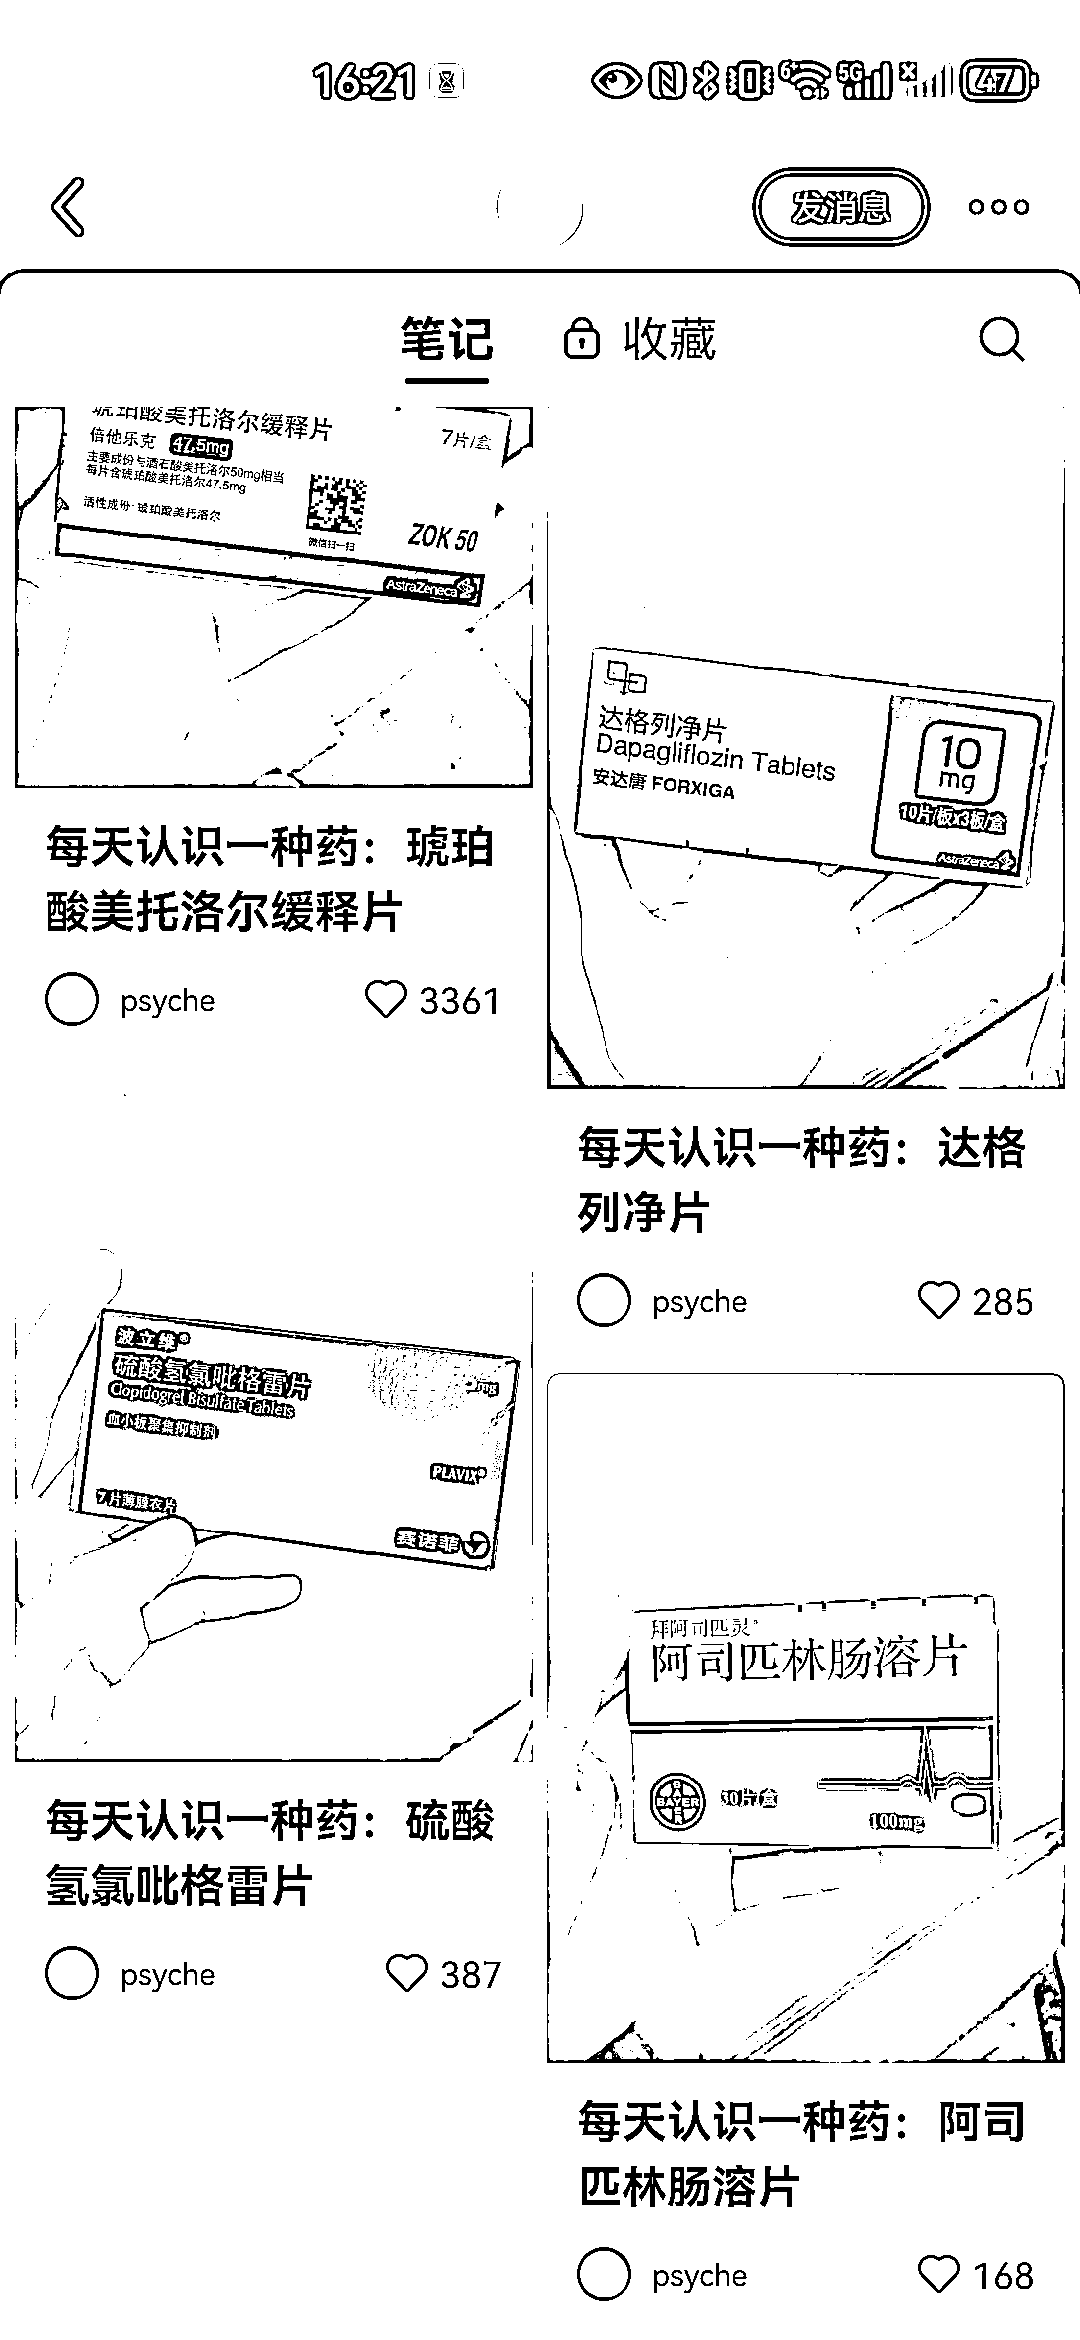 16:21
6+
5G
47
发消息
笔记
收藏
琥珀酸美托洛尔缓释片
倍他乐克 47.5mg
7片/盒
主要成份与酒石酸美托洛尔50mg相当
每片含琥珀酸美托洛尔47.5mg
活性成份:琥珀酸美托洛尔
微信扫一扫
ZOK 50
AstraZeneca
每天认识一种药：琥珀
酸美托洛尔缓释片
psyche
3361
达格列净片
Dapagliflozin Tablets
安达唐 FORXIGA
10
mg
10片/板x3板/盒
AstraZeneca
每天认识一种药：达格
列净片
psyche
285
波立维®
硫酸氢氯吡格雷片
Clopidogrel Bisulfate Tablets
血小板聚集抑制剂
mg
PLAVIX®
7片薄膜衣片
赛诺菲
每天认识一种药：硫酸
氢氯吡格雷片
psyche
387
拜阿司匹灵®
阿司匹林肠溶片
BAYER
30片/盒
100mg
每天认识一种药：阿司
匹林肠溶片
psyche
168